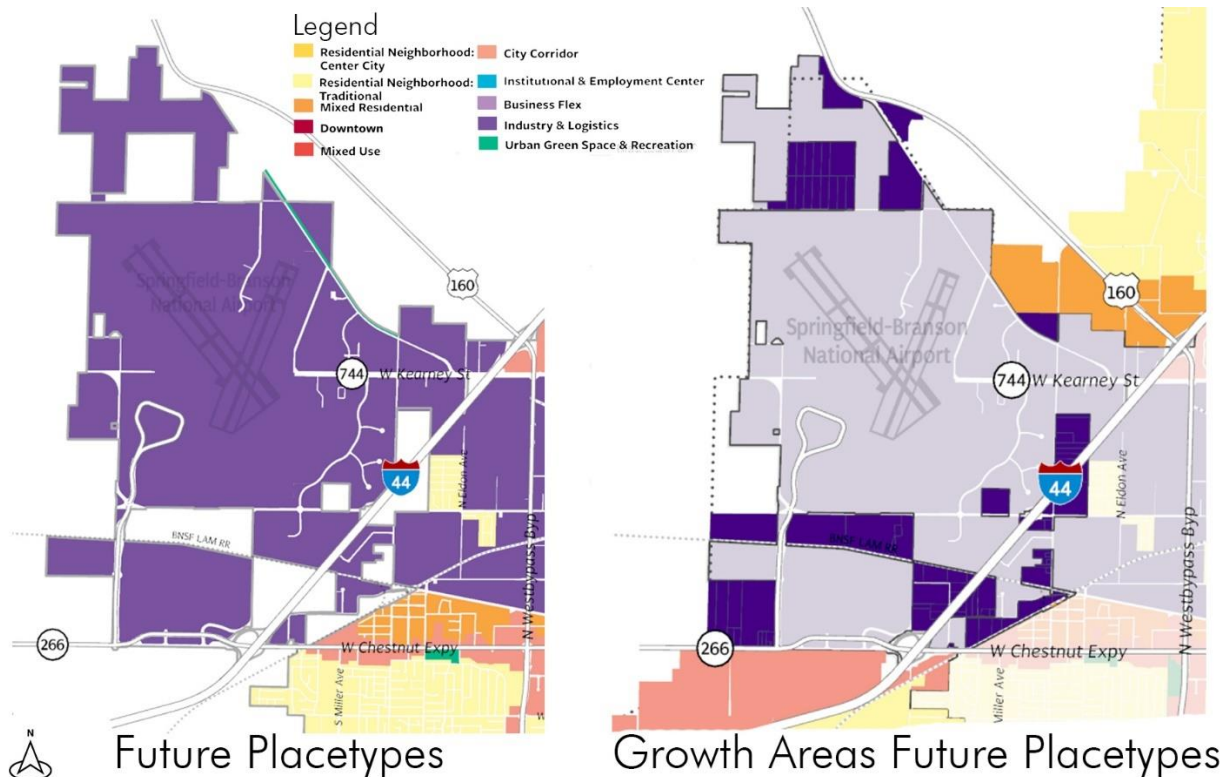 Legend
Residential Neighborhood:
Center City
Residential Neighborhood:
Traditional
Mixed Residential
Downtown
Mixed Use
City Corridor
Institutional & Employment Center
Business Flex
Industry & Logistics
Urban Green Space & Recreation
Springfield-Branson
National Airport
160
744
W Kearney St
44
N Eldon Ave
BNSF LAM RR
N Westbypass Byp
266
W Chestnut Expy
S Miller Ave
W
N
Future Placetypes
160
Springfield-Branson
National Airport
744
W Kearney St
44
N Eldon Ave
BNSF LAM RR
N Westbypass Byp
266
W Chestnut Expy
Miller Ave
Growth Areas Future Placetypes